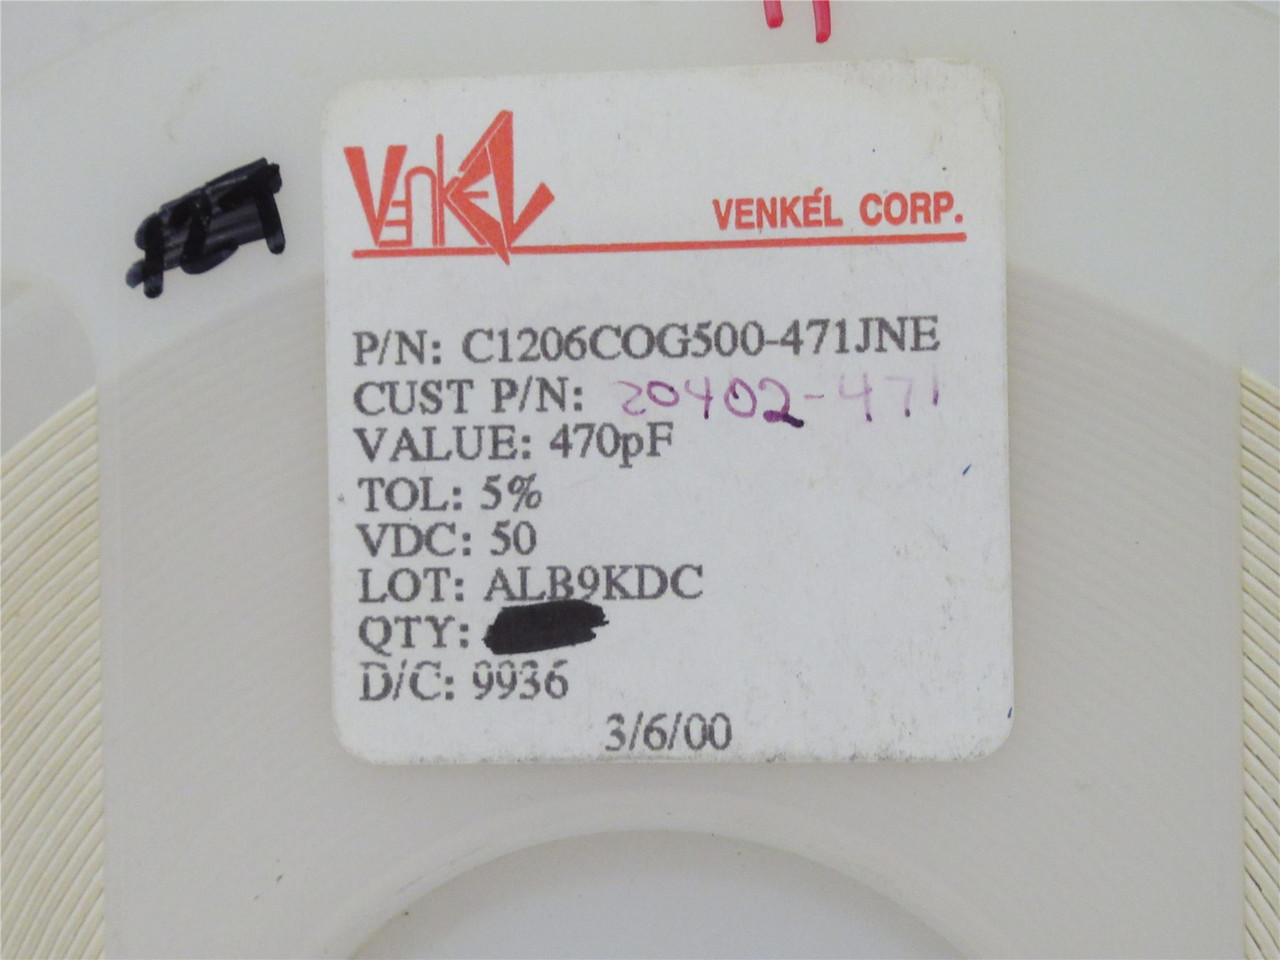 VENKEL
VENKÉL CORP.
P/N: C1206COG500-471JNE
CUST P/N: 20402-471
VALUE: 470pF
TOL: 5%
VDC: 50
LOT: ALB9KDC
QTY:
D/C: 9936
3/6/00